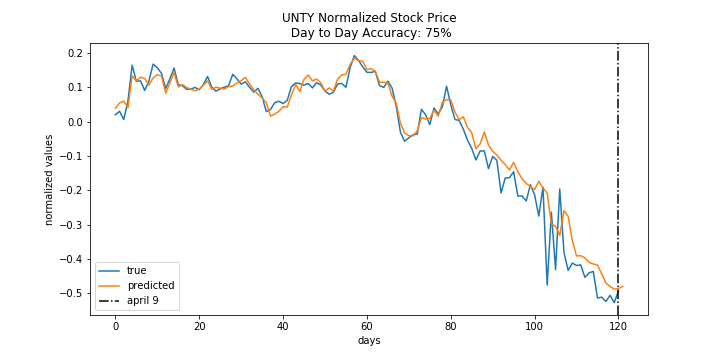 UNTY Normalized Stock Price
Day to Day Accuracy: 75%
normalized values
0.2
0.1
0.0
−0.1
−0.2
−0.3
−0.4
−0.5
true
predicted
april 9
0 20 40 60 80 100 120
days